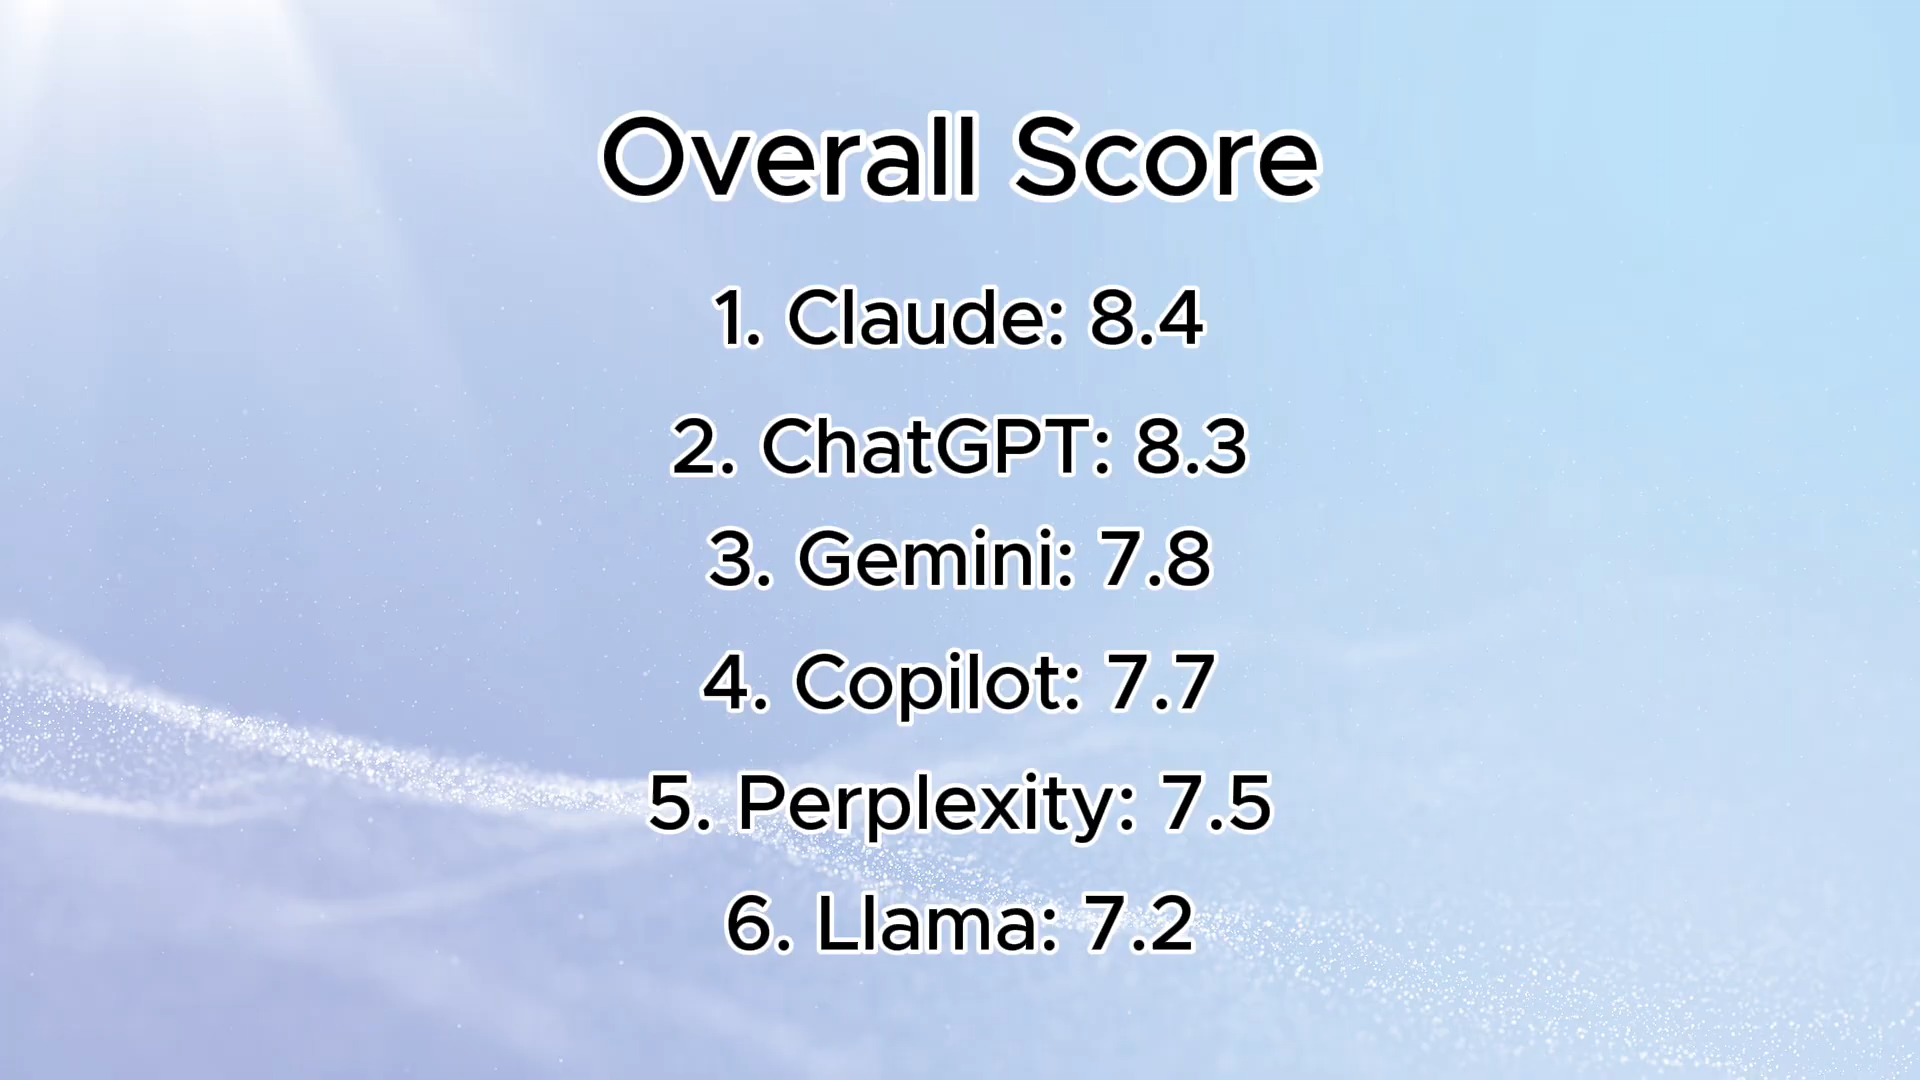 Overall Score
1. Claude: 8.4
2. ChatGPT: 8.3
3. Gemini: 7.8
4. Copilot: 7.7
5. Perplexity: 7.5
6. Llama: 7.2